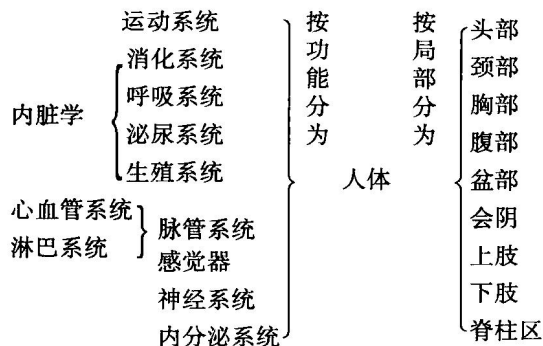 运动系统
消化系统
呼吸系统
泌尿系统
生殖系统
内脏学
心血管系统
淋巴系统
脉管系统
感觉器
神经系统
内分泌系统
按功能分为
人体
按局部分为
头部
颈部
胸部
腹部
盆部
会阴
上肢
下肢
脊柱区